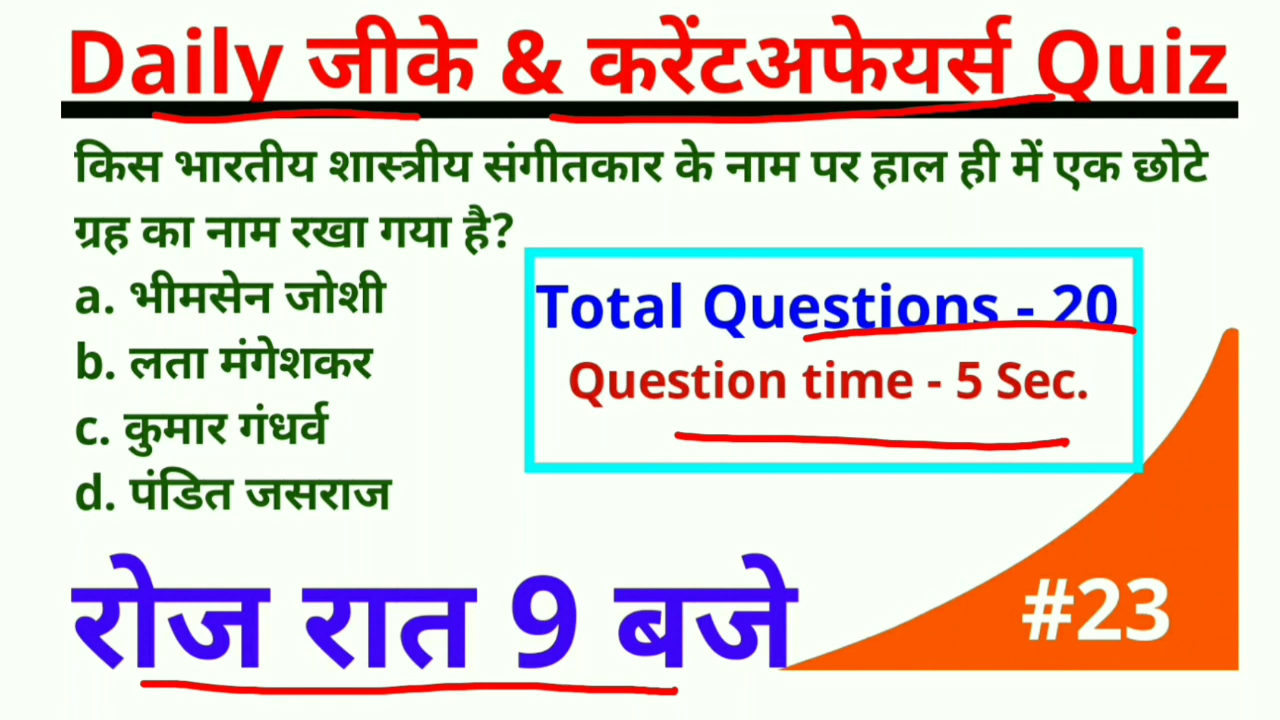 Daily जीके & करेंटअफेयर्स Quiz
किस भारतीय शास्त्रीय संगीतकार के नाम पर हाल ही में एक छोटे
ग्रह का नाम रखा गया है?
a. भीमसेन जोशी
b. लता मंगेशकर
c. कुमार गंधर्व
d. पंडित जसराज
Total Questions - 20
Question time - 5 Sec.
रोज रात 9 बजे
#23